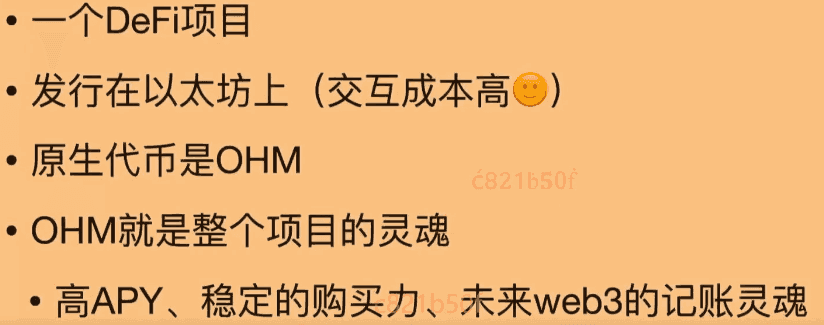 • 一个DeFi项目
• 发行在以太坊上（交互成本高🙂）
• 原生代币是OHM
ć821b50f
• OHM就是整个项目的灵魂
• 高APY、稳定的购买力、未来web3的记账灵魂